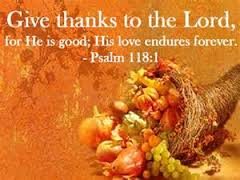 Give thanks to the Lord,
for He is good; His love endures forever.
- Psalm 118:1